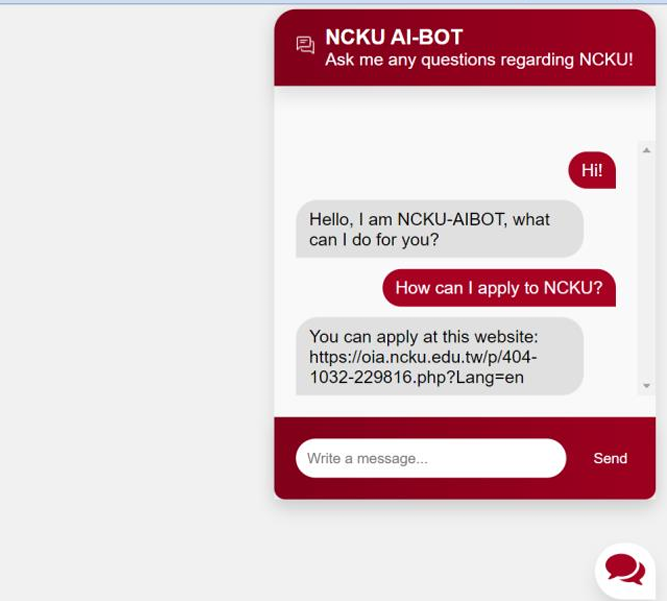 NCKU AI-BOT
Ask me any questions regarding NCKU!
Hi!
Hello, I am NCKU-AIBOT, what
can I do for you?
How can I apply to NCKU?
You can apply at this website:
https://oia.ncku.edu.tw/p/404-
1032-229816.php?Lang=en
Write a message...
Send